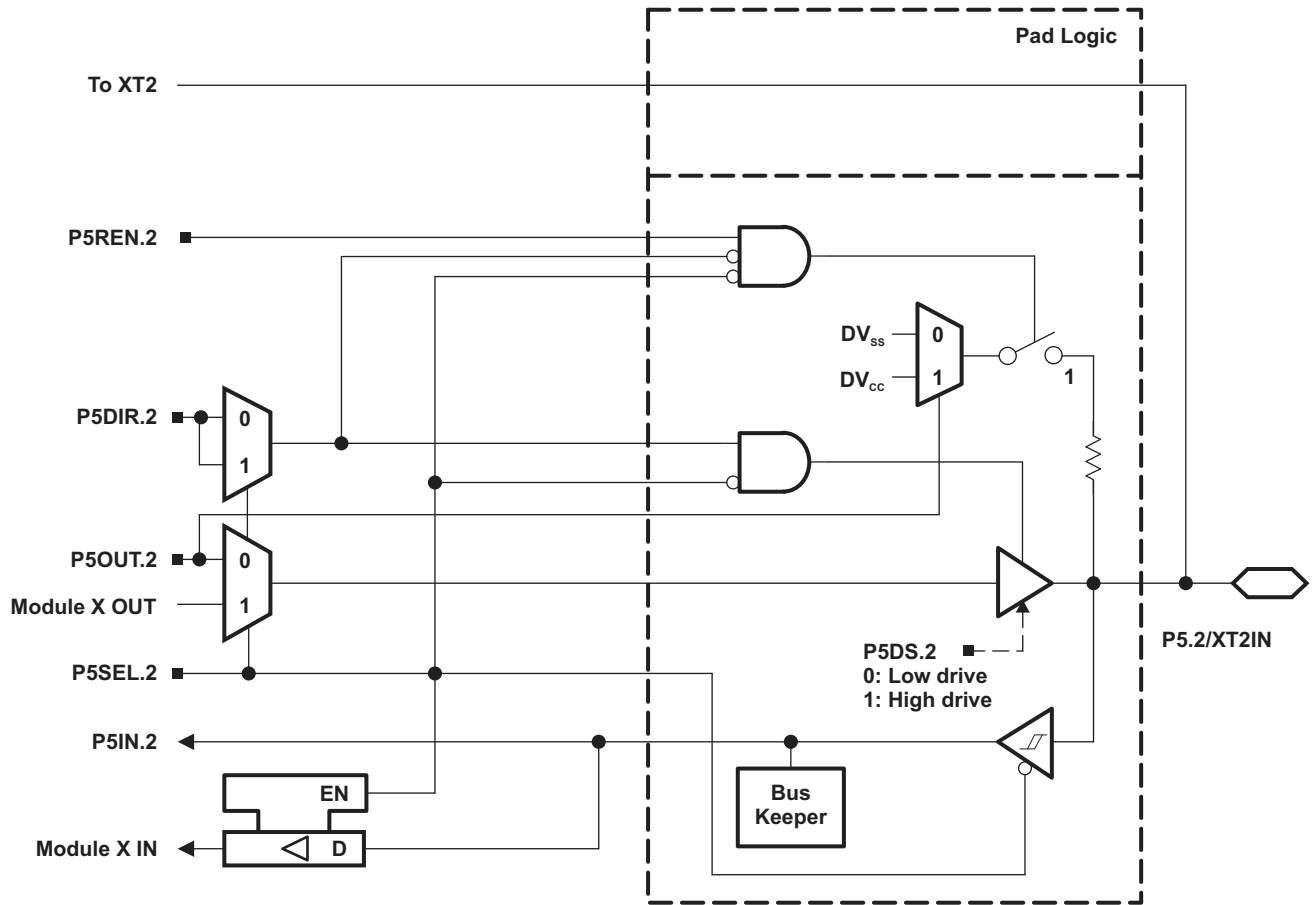 Pad Logic
To XT2
P5REN.2
DVSS
0
DVCC
1
1
P5DIR.2
0
1
P5OUT.2
0
Module X OUT
1
P5SEL.2
P5DS.2
0: Low drive
1: High drive
P5.2/XT2IN
P5IN.2
EN
Bus
Keeper
Module X IN
D